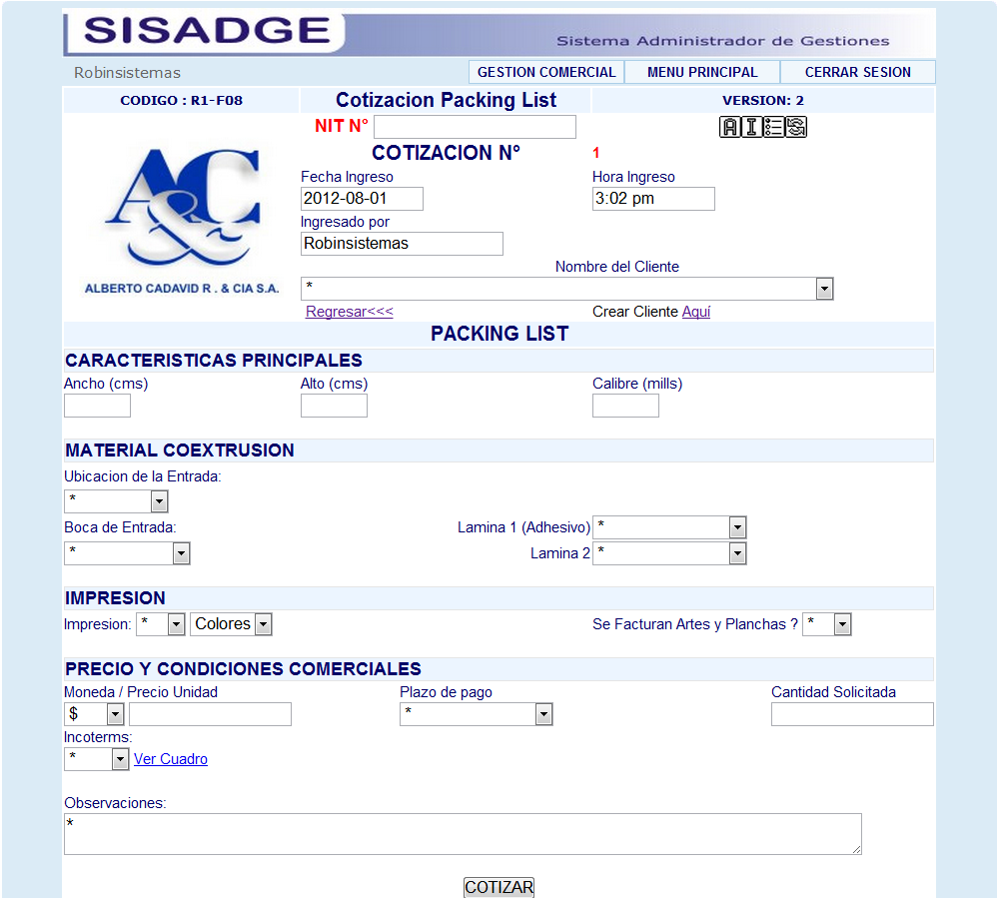 SISADGE
Sistema Administrador de Gestiones
Robinsistemas
GESTION COMERCIAL MENU PRINCIPAL CERRAR SESION
CODIGO : R1-F08 Cotizacion Packing List VERSION: 2
NIT N°
A I
COTIZACION N° 1
A&C
ALBERTO CADAVID R . & CIA S.A.
Fecha Ingreso Hora Ingreso
2012-08-01 3:02 pm
Ingresado por
Robinsistemas
Nombre del Cliente
*
Regresar<<< Crear Cliente Aquí
PACKING LIST
CARACTERISTICAS PRINCIPALES
Ancho (cms) Alto (cms) Calibre (mills)
MATERIAL COEXTRUSION
Ubicacion de la Entrada:
*
Boca de Entrada: Lamina 1 (Adhesivo) *
* Lamina 2 *
IMPRESION
Impresion: * Colores Se Facturan Artes y Planchas ? *
PRECIO Y CONDICIONES COMERCIALES
Moneda / Precio Unidad Plazo de pago Cantidad Solicitada
$ *
Incoterms:
* Ver Cuadro
Observaciones:
*
COTIZAR